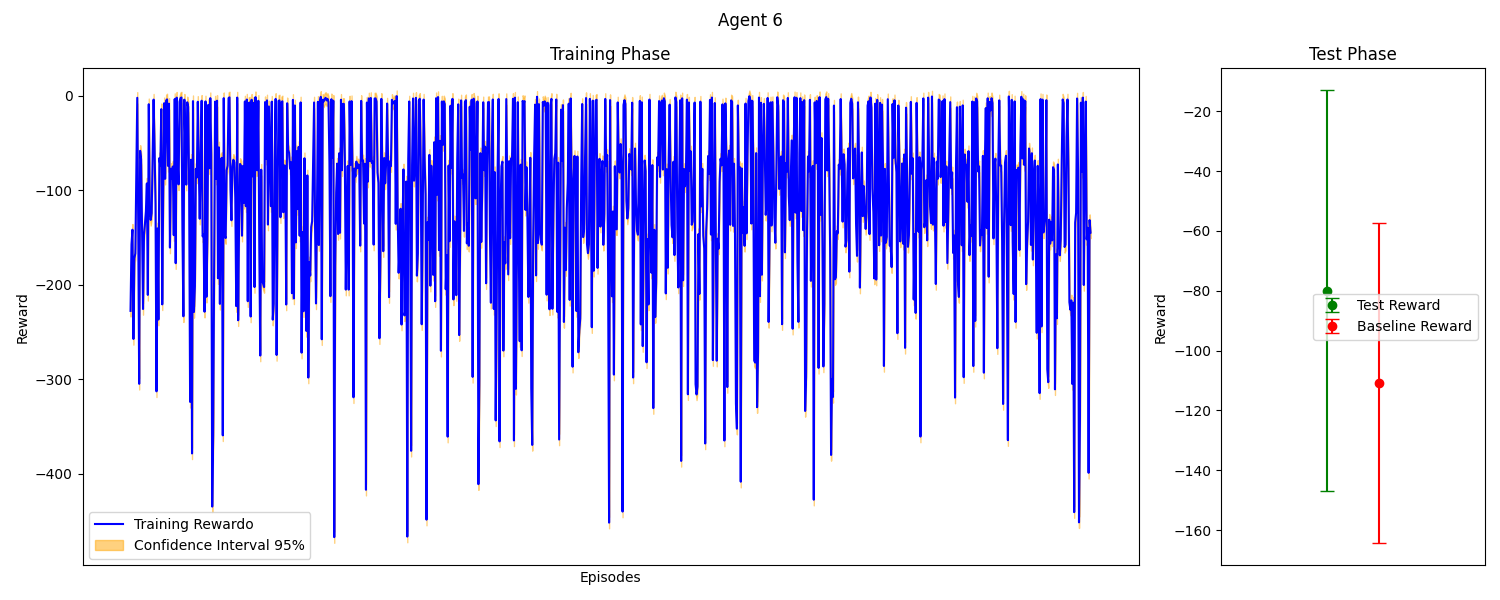 Agent 6
Training Phase
Reward
0
−100
−200
−300
−400
Training Rewardo
Confidence Interval 95%
Episodes
Test Phase
Reward
−20
−40
−60
−80
−100
−120
−140
−160
Test Reward
Baseline Reward